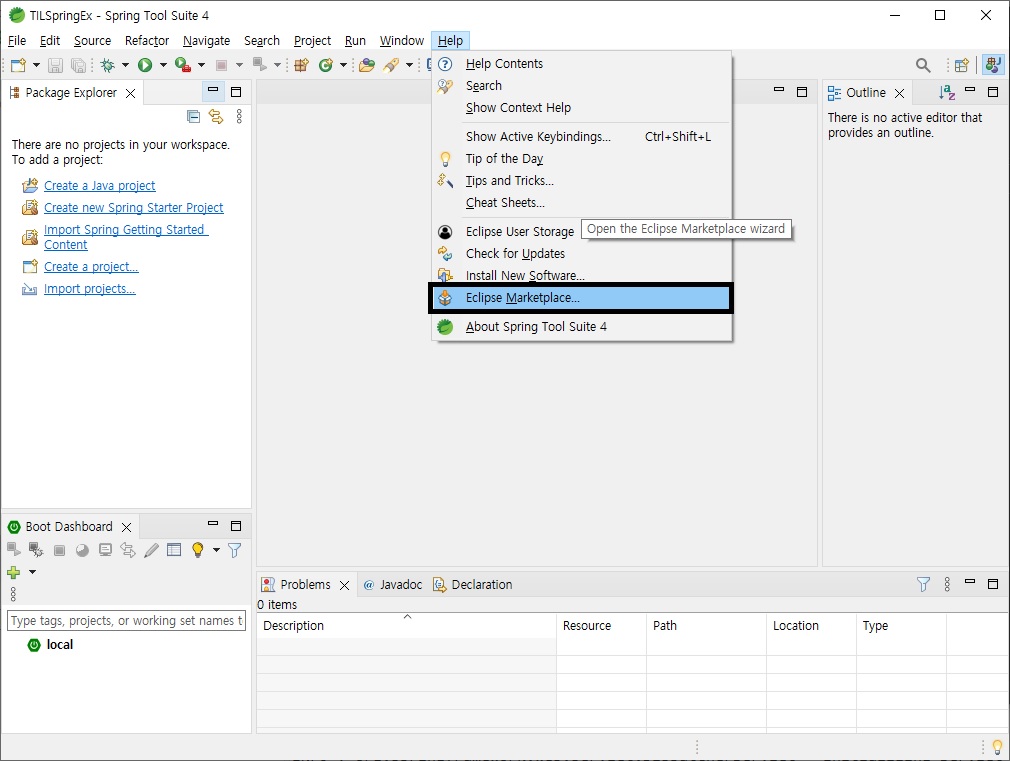 TILSpringEx - Spring Tool Suite 4
File Edit Source Refactor Navigate Search Project Run Window Help
Package Explorer
There are no projects in your workspace.
To add a project:
Create a Java project
Create new Spring Starter Project
Import Spring Getting Started
Content
Create a project...
Import projects...
Help Contents
Search
Show Context Help
Show Active Keybindings... Ctrl+Shift+L
Tip of the Day
Tips and Tricks...
Cheat Sheets...
Eclipse User Storage
Open the Eclipse Marketplace wizard
Check for Updates
Install New Software...
Eclipse Marketplace...
About Spring Tool Suite 4
Outline
There is no active editor that
provides an outline.
Boot Dashboard
Type tags, projects, or working set names t
local
Problems @ Javadoc Declaration
0 items
Description Resource Path Location Type